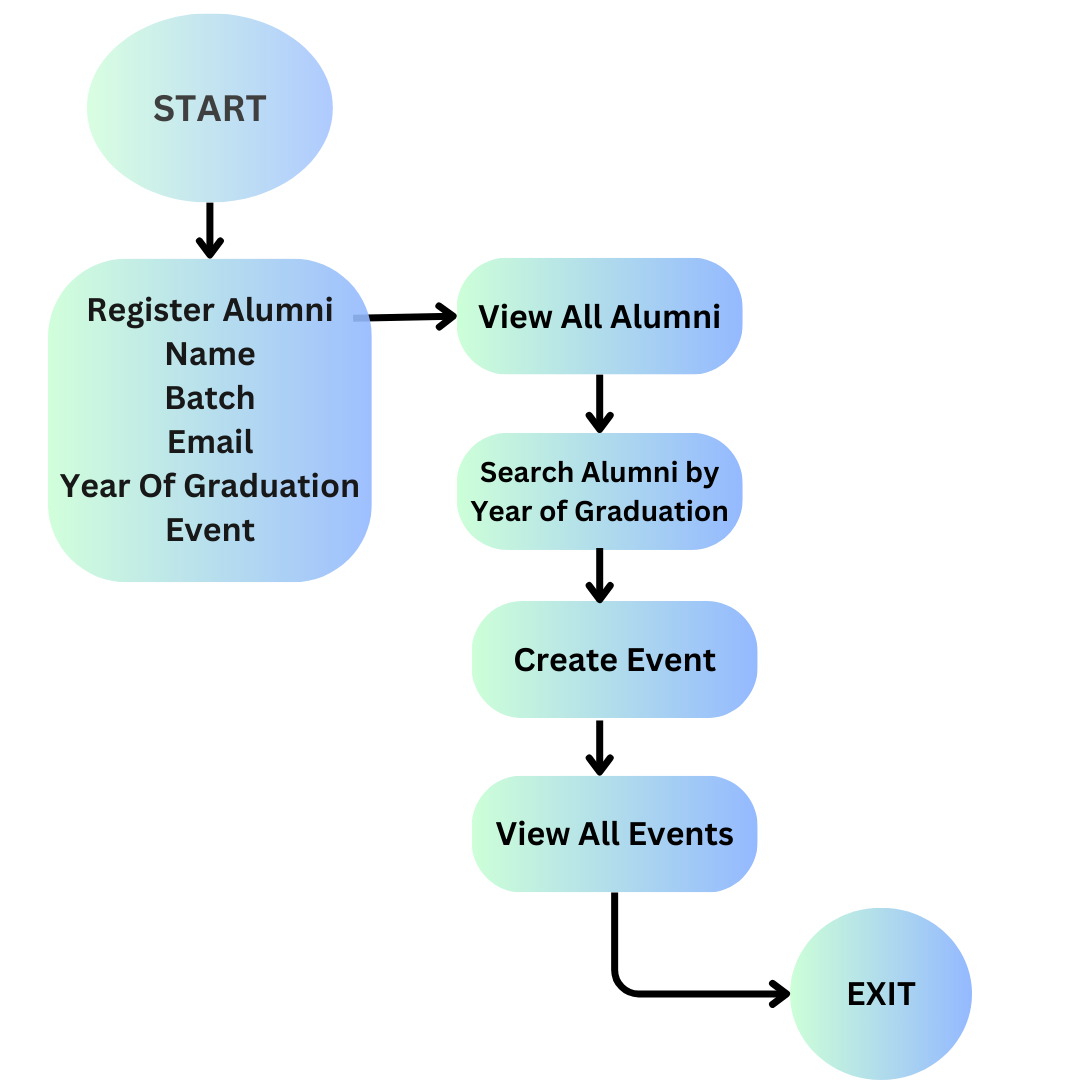 START
Register Alumni
Name
Batch
Email
Year Of Graduation
Event
View All Alumni
Search Alumni by
Year of Graduation
Create Event
View All Events
EXIT